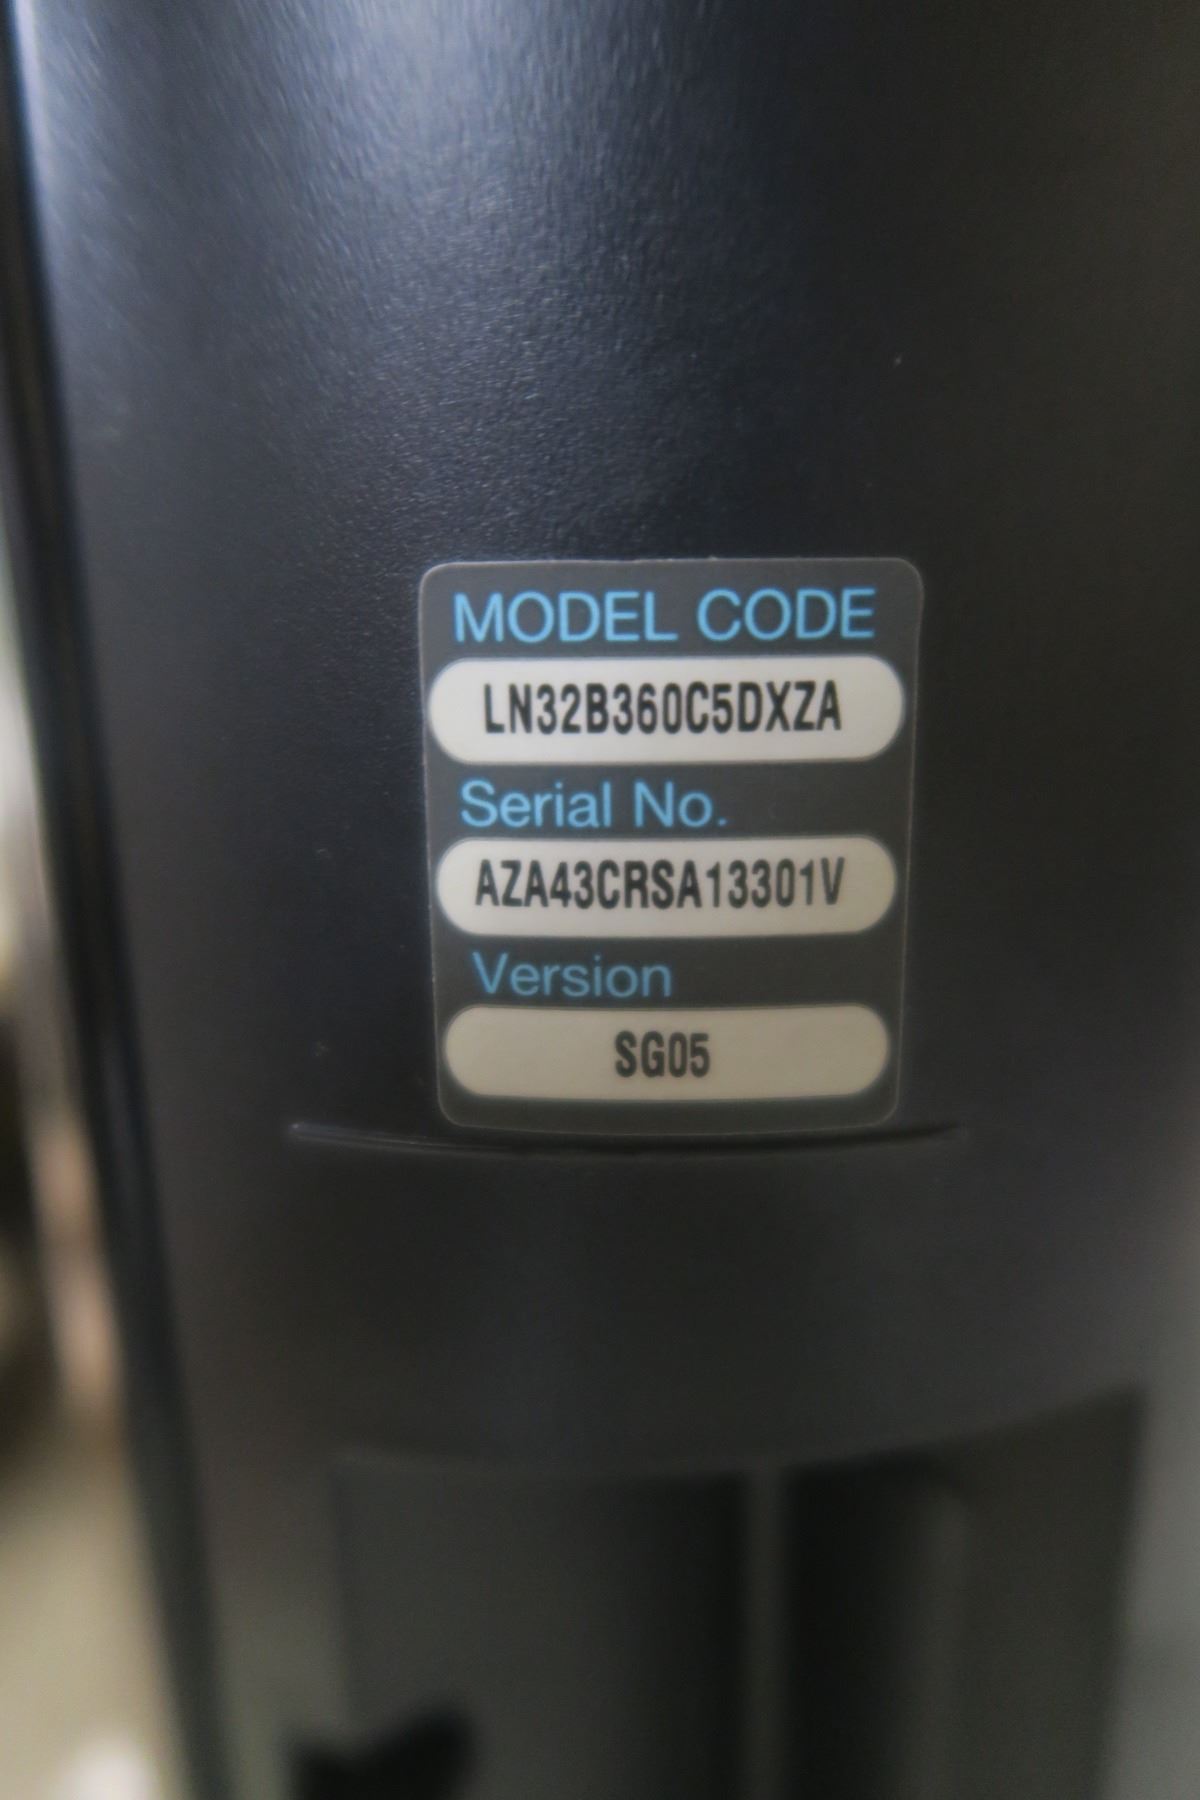 MODEL CODE
LN32B360C5DXZA
Serial No.
AZA43CRSA13301V
Version
SG05